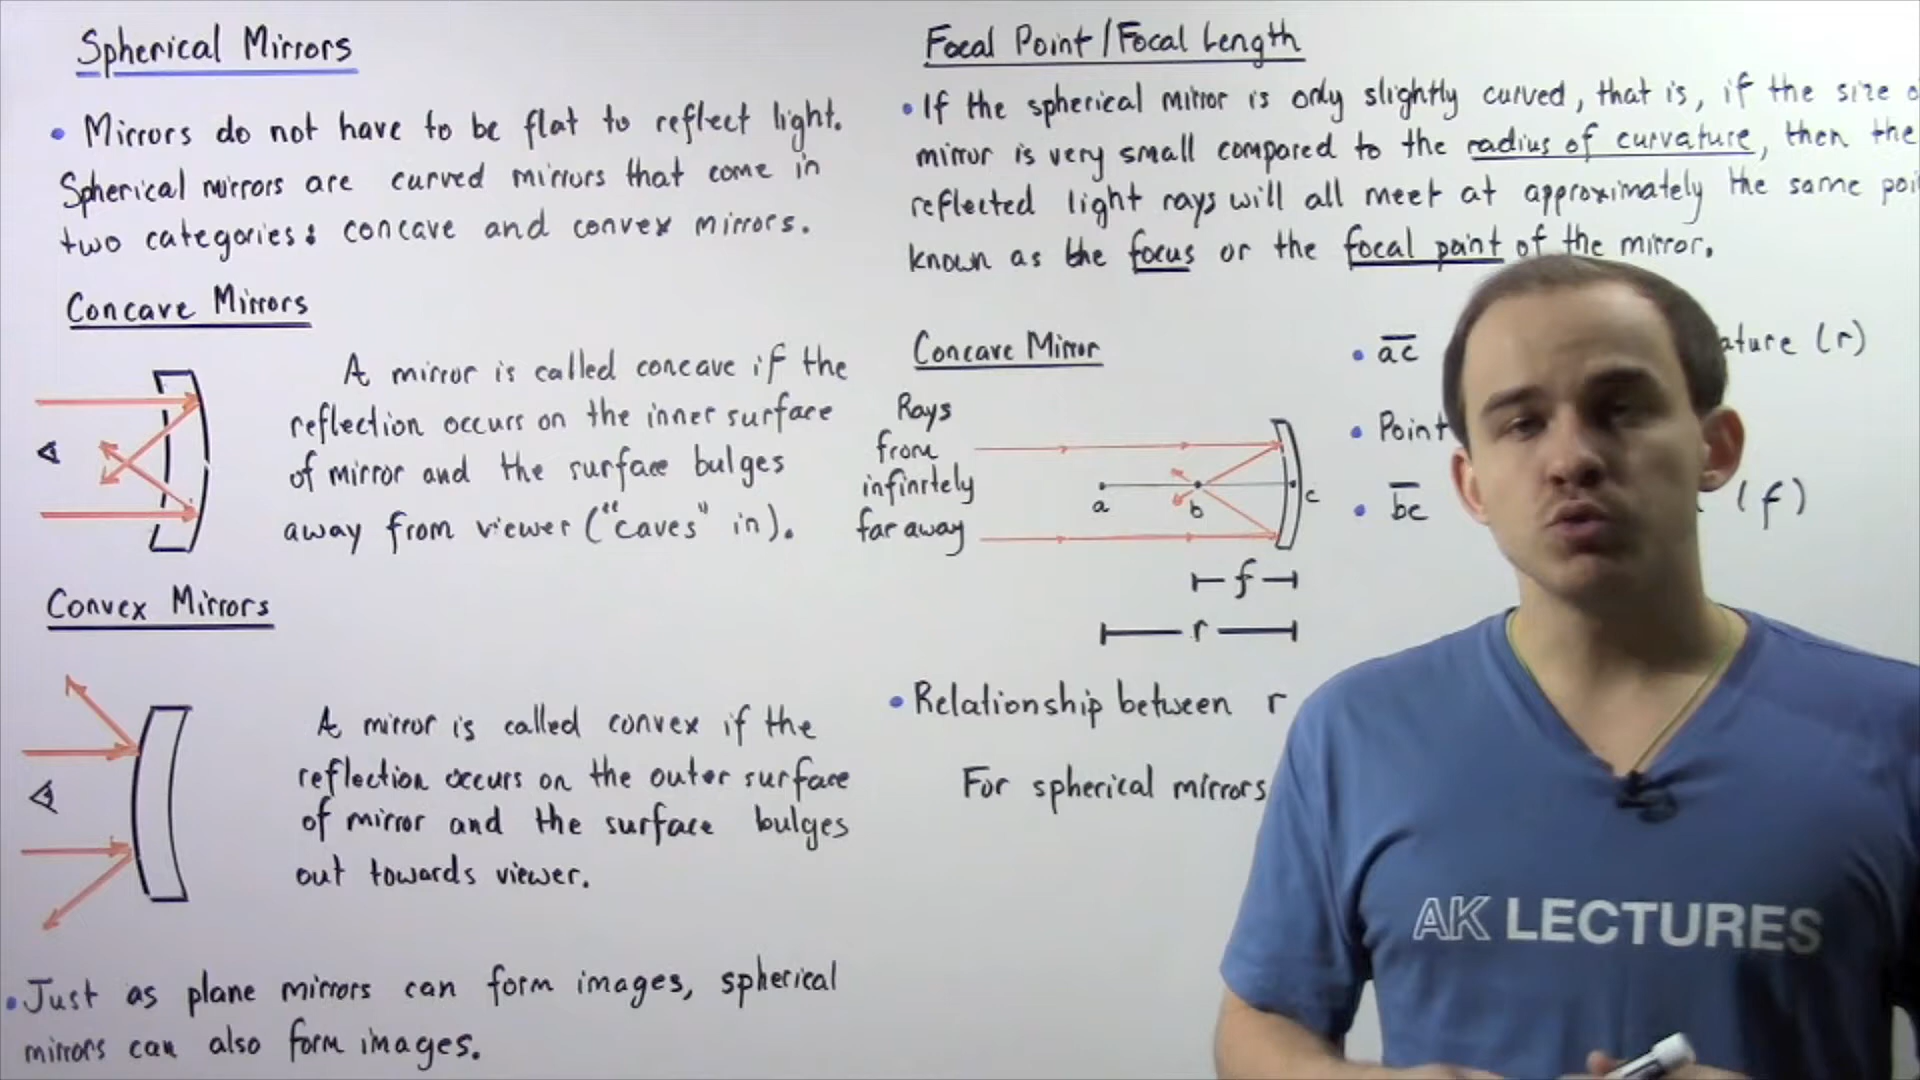 Spherical Mirrors
• Mirrors do not have to be flat to reflect light.
Spherical mirrors are curved mirrors that come in
two categories: concave and convex mirrors.
Concave Mirrors
A mirror is called concave if the
reflection occurs on the inner surface
of mirror and the surface bulges
away from viewer ("caves" in).
Convex Mirrors
A mirror is called convex if the
reflection occurs on the outer surface
of mirror and the surface bulges
out towards viewer.
• Just as plane mirrors can form images, spherical
mirrors can also form images.
Focal Point/Focal Length
• If the spherical mirror is only slightly curved, that is, if the size
mirror is very small compared to the radius of curvature, then the
reflected light rays will all meet at approximately the same
known as the focus or the focal point of the mirror.
Concave Mirror
Rays
from
infinitely
far away
a
b
c
f
r
• ac
(r)
• Point
• bc
(f)
• Relationship between r
For spherical mirrors
AK LECTURES